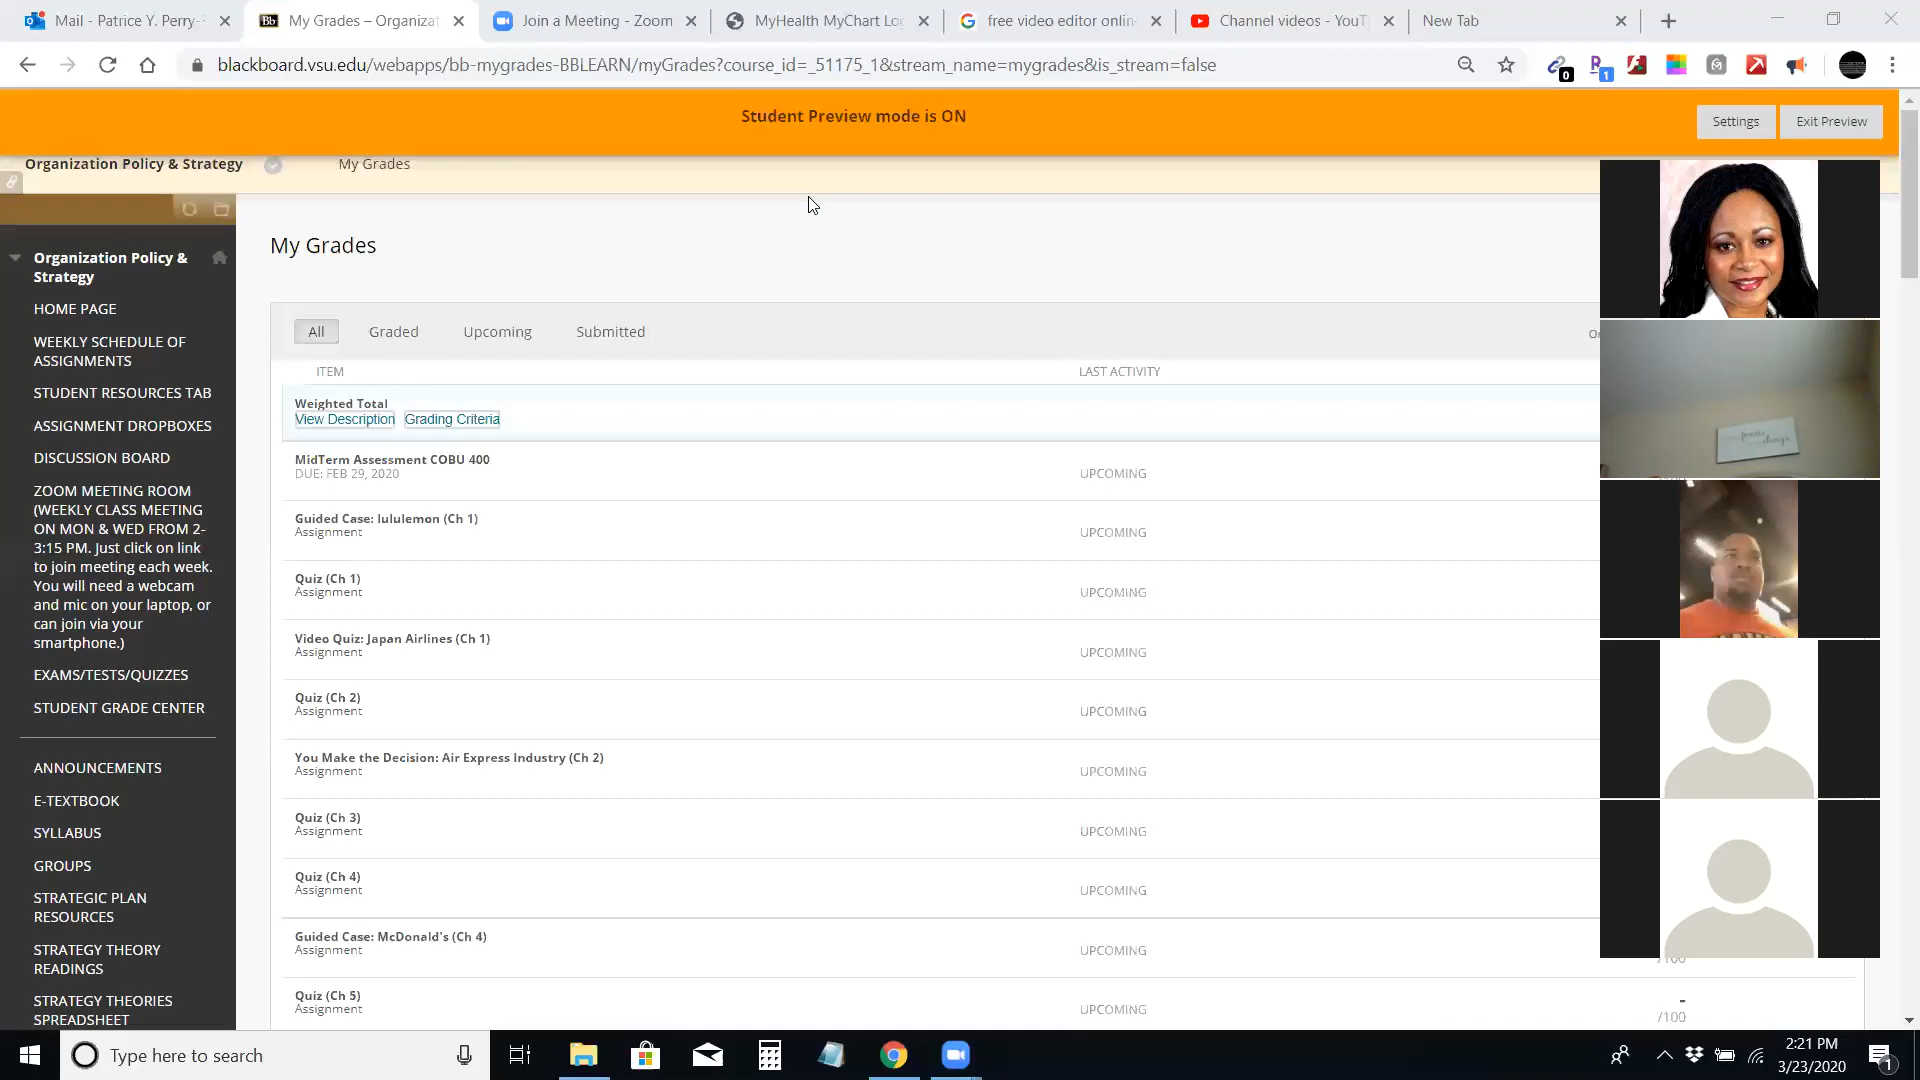 Mail - Patrice Y. Perry-
My Grades – Organizat
Join a Meeting - Zoom
MyHealth MyChart Lo
free video editor onlin
Channel videos - YouT
New Tab
blackboard.vsu.edu/webapps/bb-mygrades-BBLEARN/myGrades?course_id=_51175_1&stream_name=mygrades&is_stream=false
0
1
Student Preview mode is ON
Settings
Exit Preview
Organization Policy & Strategy
My Grades
Organization Policy &
Strategy
HOME PAGE
WEEKLY SCHEDULE OF
ASSIGNMENTS
STUDENT RESOURCES TAB
ASSIGNMENT DROPBOXES
DISCUSSION BOARD
ZOOM MEETING ROOM
(WEEKLY CLASS MEETING
ON MON & WED FROM 2-
3:15 PM. Just click on link
to join meeting each week.
You will need a webcam
and mic on your laptop, or
can join via your
smartphone.)
EXAMS/TESTS/QUIZZES
STUDENT GRADE CENTER
ANNOUNCEMENTS
E-TEXTBOOK
SYLLABUS
GROUPS
STRATEGIC PLAN
RESOURCES
STRATEGY THEORY
READINGS
STRATEGY THEORIES
SPREADSHEET
My Grades
All
Graded
Upcoming
Submitted
ITEM
LAST ACTIVITY
Weighted Total
View Description
Grading Criteria
MidTerm Assessment COBU 400
DUE: FEB 29, 2020
UPCOMING
Guided Case: lululemon (Ch 1)
Assignment
UPCOMING
Quiz (Ch 1)
Assignment
UPCOMING
Video Quiz: Japan Airlines (Ch 1)
Assignment
UPCOMING
Quiz (Ch 2)
Assignment
UPCOMING
You Make the Decision: Air Express Industry (Ch 2)
Assignment
UPCOMING
Quiz (Ch 3)
Assignment
UPCOMING
Quiz (Ch 4)
Assignment
UPCOMING
Guided Case: McDonald's (Ch 4)
Assignment
UPCOMING
/100
Quiz (Ch 5)
Assignment
UPCOMING
-
/100
Type here to search
2:21 PM
3/23/2020
1